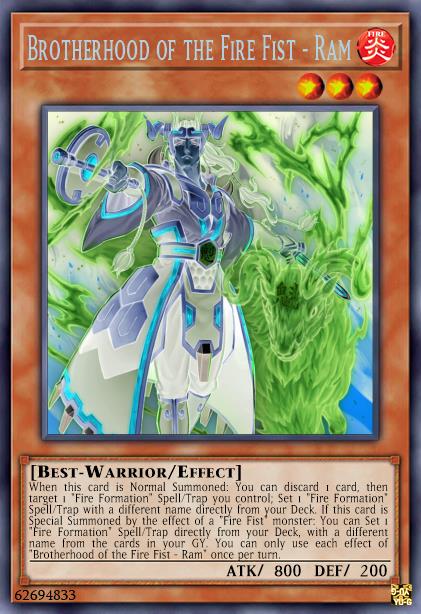 BROTHERHOOD OF THE FIRE FIST - RAM
FIRE
炎
[BEST-WARRIOR/EFFECT]
When this card is Normal Summoned: You can discard 1 card, then
target 1 "Fire Formation" Spell/Trap you control; Set 1 "Fire Formation"
Spell/Trap with a different name directly from your Deck. If this card is
Special Summoned by the effect of a "Fire Fist" monster: You can Set 1
"Fire Formation" Spell/Trap directly from your Deck, with a different
name from the cards in your GY. You can only use each effect of
"Brotherhood of the Fire Fist - Ram" once per turn.
ATK/ 800 DEF/ 200
62694833